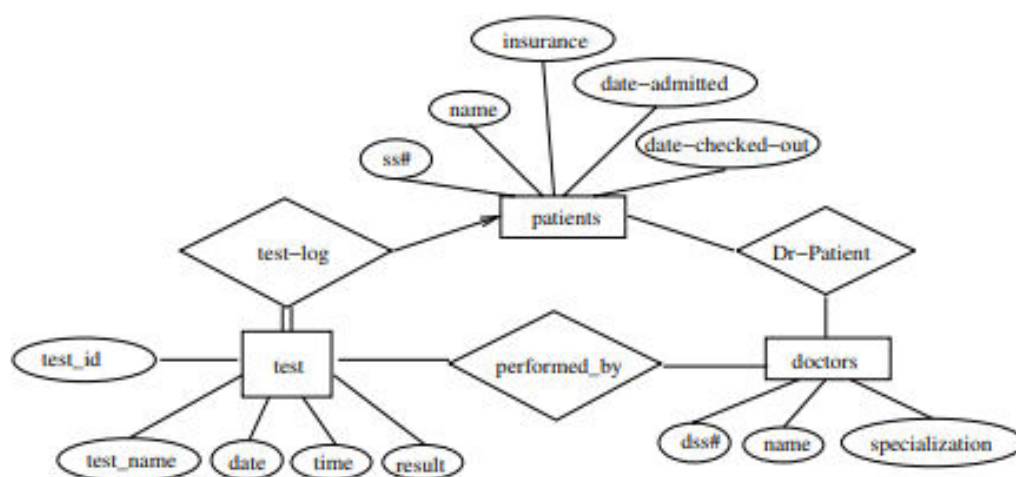 insurance
date-admitted
name
date-checked-out
ss#
patients
test-log
Dr-Patient
test_id
test
performed_by
doctors
test_name
date
time
result
dss#
name
specialization